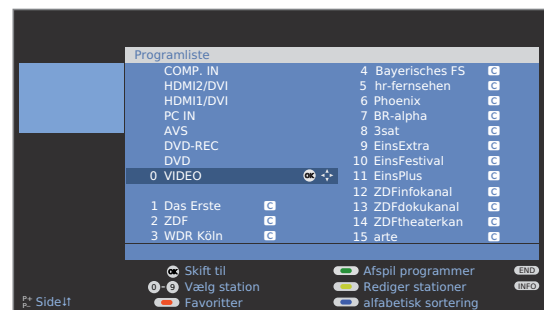 Programliste
COMP. IN
HDMI2/DVI
HDMI1/DVI
PC IN
AVS
DVD-REC
DVD
0 VIDEO OK
1 Das Erste C
2 ZDF C
3 WDR Köln C
4 Bayerisches FS C
5 hr-fernsehen C
6 Phoenix C
7 BR-alpha C
8 3sat C
9 EinsExtra C
10 EinsFestival C
11 EinsPlus C
12 ZDFinfokanal C
13 ZDFdokukanal C
14 ZDFtheaterkan C
15 arte C
OK Skift til
Afspil programmer END
0-9 Vælg station
Rediger stationer INFO
P+ P- Side↓↑
Favoritter
alfabetisk sortering